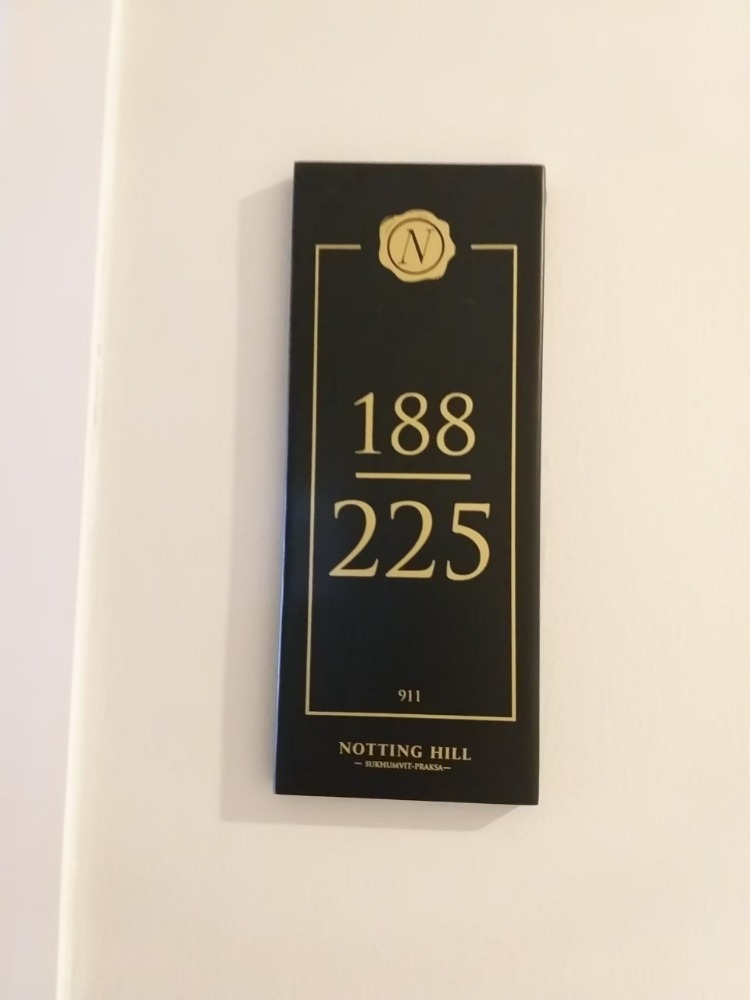 N
188
225
911
NOTTING HILL
— SUKHUMVIT-PRAKSA —